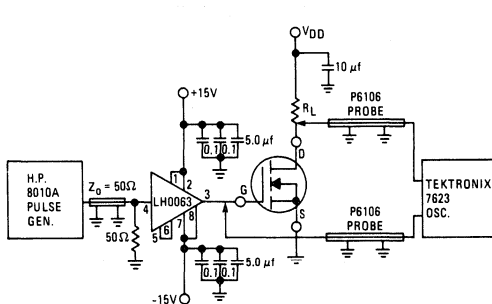 VDD
10 µf
+15V
RL
P6106
PROBE
D
5.0 µf
0.1 0.1
1
2
H.P.
8010A
PULSE
GEN.
Zo = 50Ω
4
LH0063
3
G
TEKTRONIX
7623
OSC.
50Ω
5
6
7
8
S
P6106
PROBE
5.0 µf
0.1 0.1
-15V